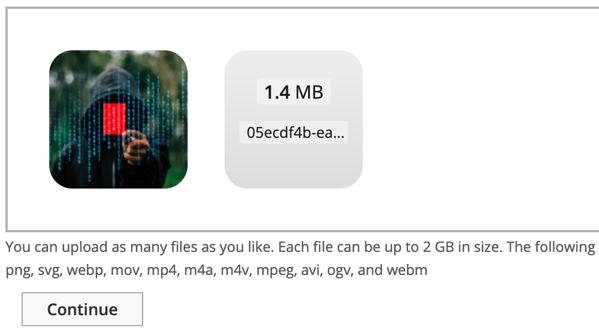 1.4 MB
05ecdf4b-ea...
You can upload as many files as you like. Each file can be up to 2 GB in size. The following
png, svg, webp, mov, mp4, m4a, m4v, mpeg, avi, ogv, and webm
Continue